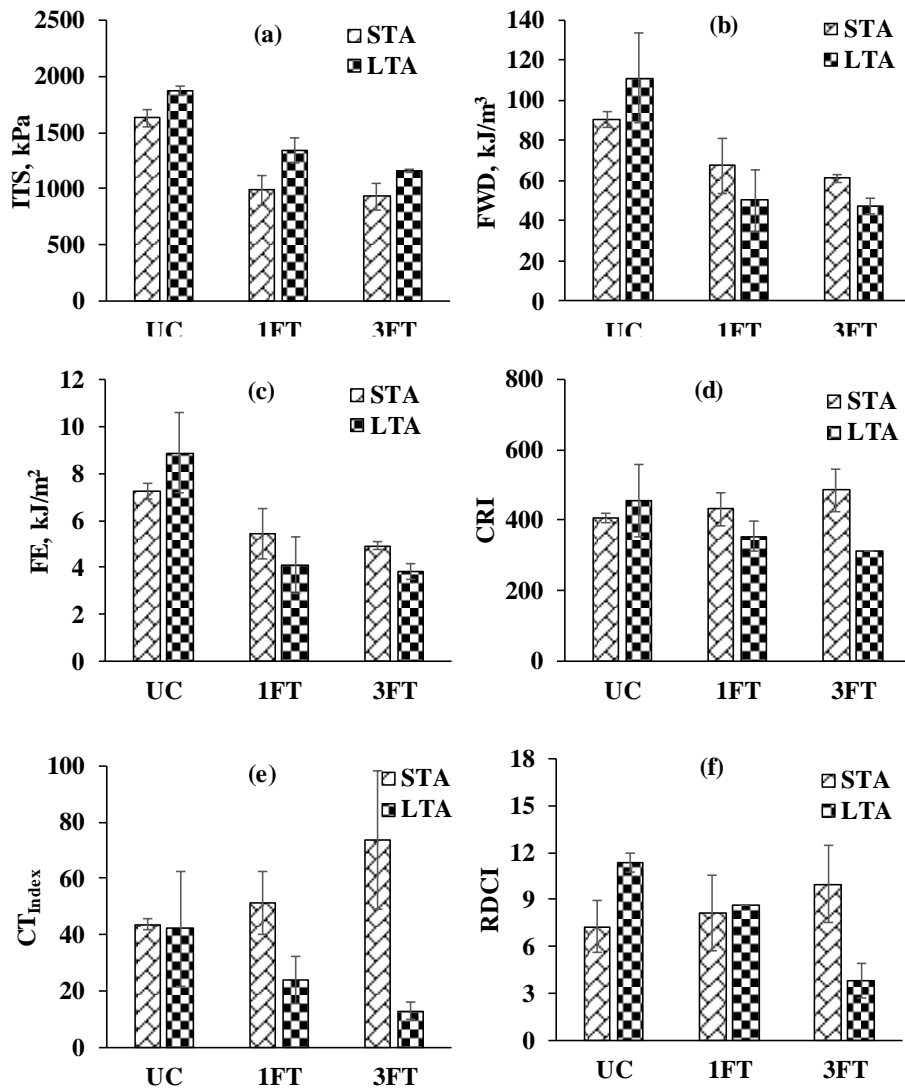 (a)
STA
LTA
ITS, kPa
2500
2000
1500
1000
500
0
UC 1FT 3FT
(b)
STA
LTA
FWD, kJ/m³
140
120
100
80
60
40
20
0
UC 1FT 3FT
(c)
STA
LTA
FE, kJ/m²
12
10
8
6
4
2
0
UC 1FT 3FT
(d)
STA
LTA
CRI
800
600
400
200
0
UC 1FT 3FT
(e)
STA
LTA
CT_Index
100
80
60
40
20
0
UC 1FT 3FT
(f)
STA
LTA
RDCI
18
15
12
9
6
3
0
UC 1FT 3FT